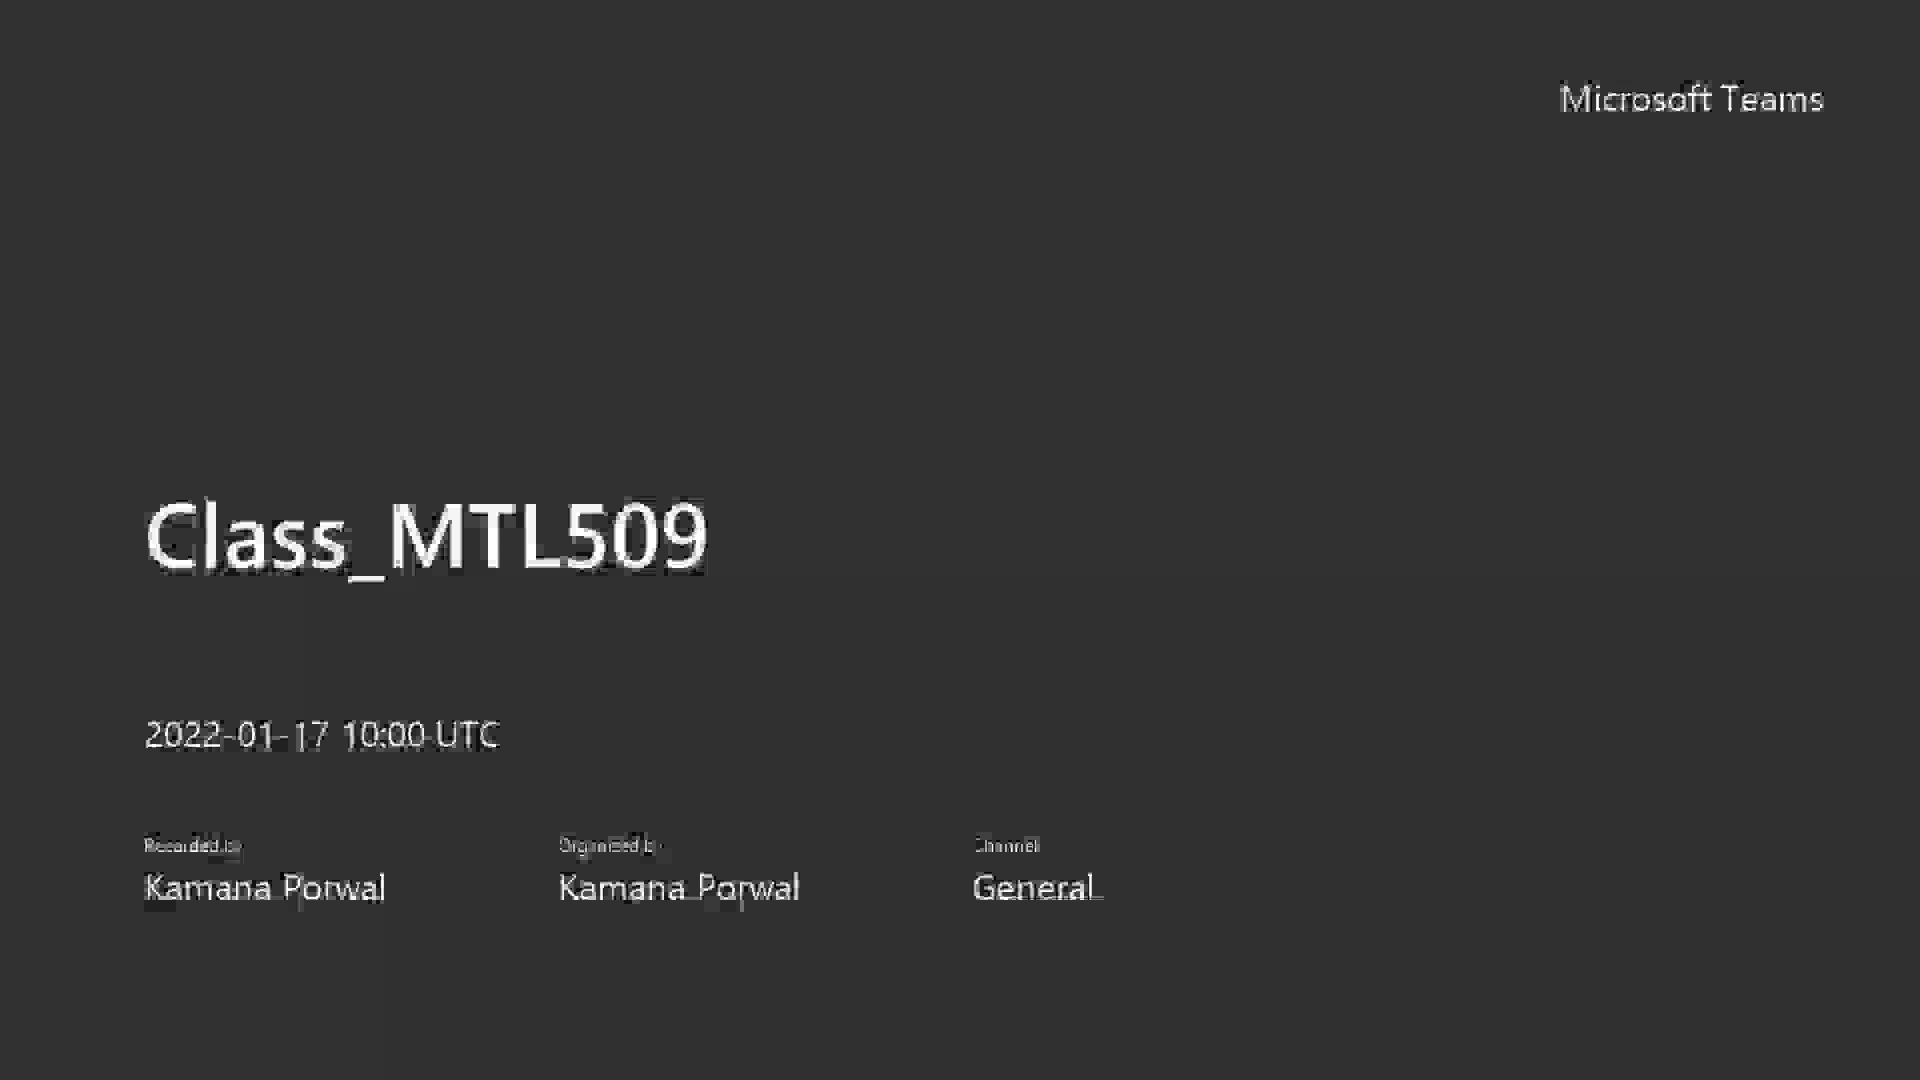 Microsoft Teams
Class_MTL509
2022-01-17 10:00 UTC
Recorded by
Organized by
Channel
Kamana Porwal
Kamana Porwal
General